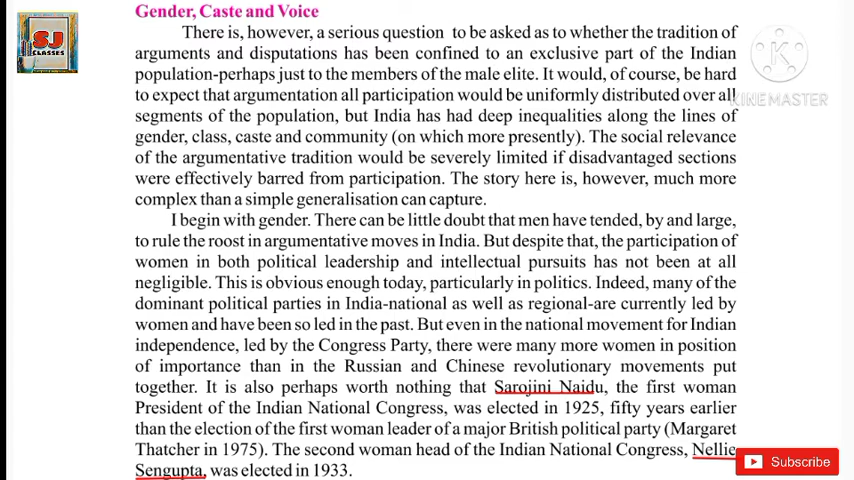 Gender, Caste and Voice
There is, however, a serious question to be asked as to whether the tradition of
arguments and disputations has been confined to an exclusive part of the Indian
population-perhaps just to the members of the male elite. It would, of course, be hard
to expect that argumentation all participation would be uniformly distributed over all
segments of the population, but India has had deep inequalities along the lines of
gender, class, caste and community (on which more presently). The social relevance
of the argumentative tradition would be severely limited if disadvantaged sections
were effectively barred from participation. The story here is, however, much more
complex than a simple generalisation can capture.
I begin with gender. There can be little doubt that men have tended, by and large,
to rule the roost in argumentative moves in India. But despite that, the participation of
women in both political leadership and intellectual pursuits has not been at all
negligible. This is obvious enough today, particularly in politics. Indeed, many of the
dominant political parties in India-national as well as regional-are currently led by
women and have been so led in the past. But even in the national movement for Indian
independence, led by the Congress Party, there were many more women in position
of importance than in the Russian and Chinese revolutionary movements put
together. It is also perhaps worth nothing that Sarojini Naidu, the first woman
President of the Indian National Congress, was elected in 1925, fifty years earlier
than the election of the first woman leader of a major British political party (Margaret
Thatcher in 1975). The second woman head of the Indian National Congress, Nellie
Sengupta, was elected in 1933.
SJ
CLASSES
K
KINEMASTER
Subscribe